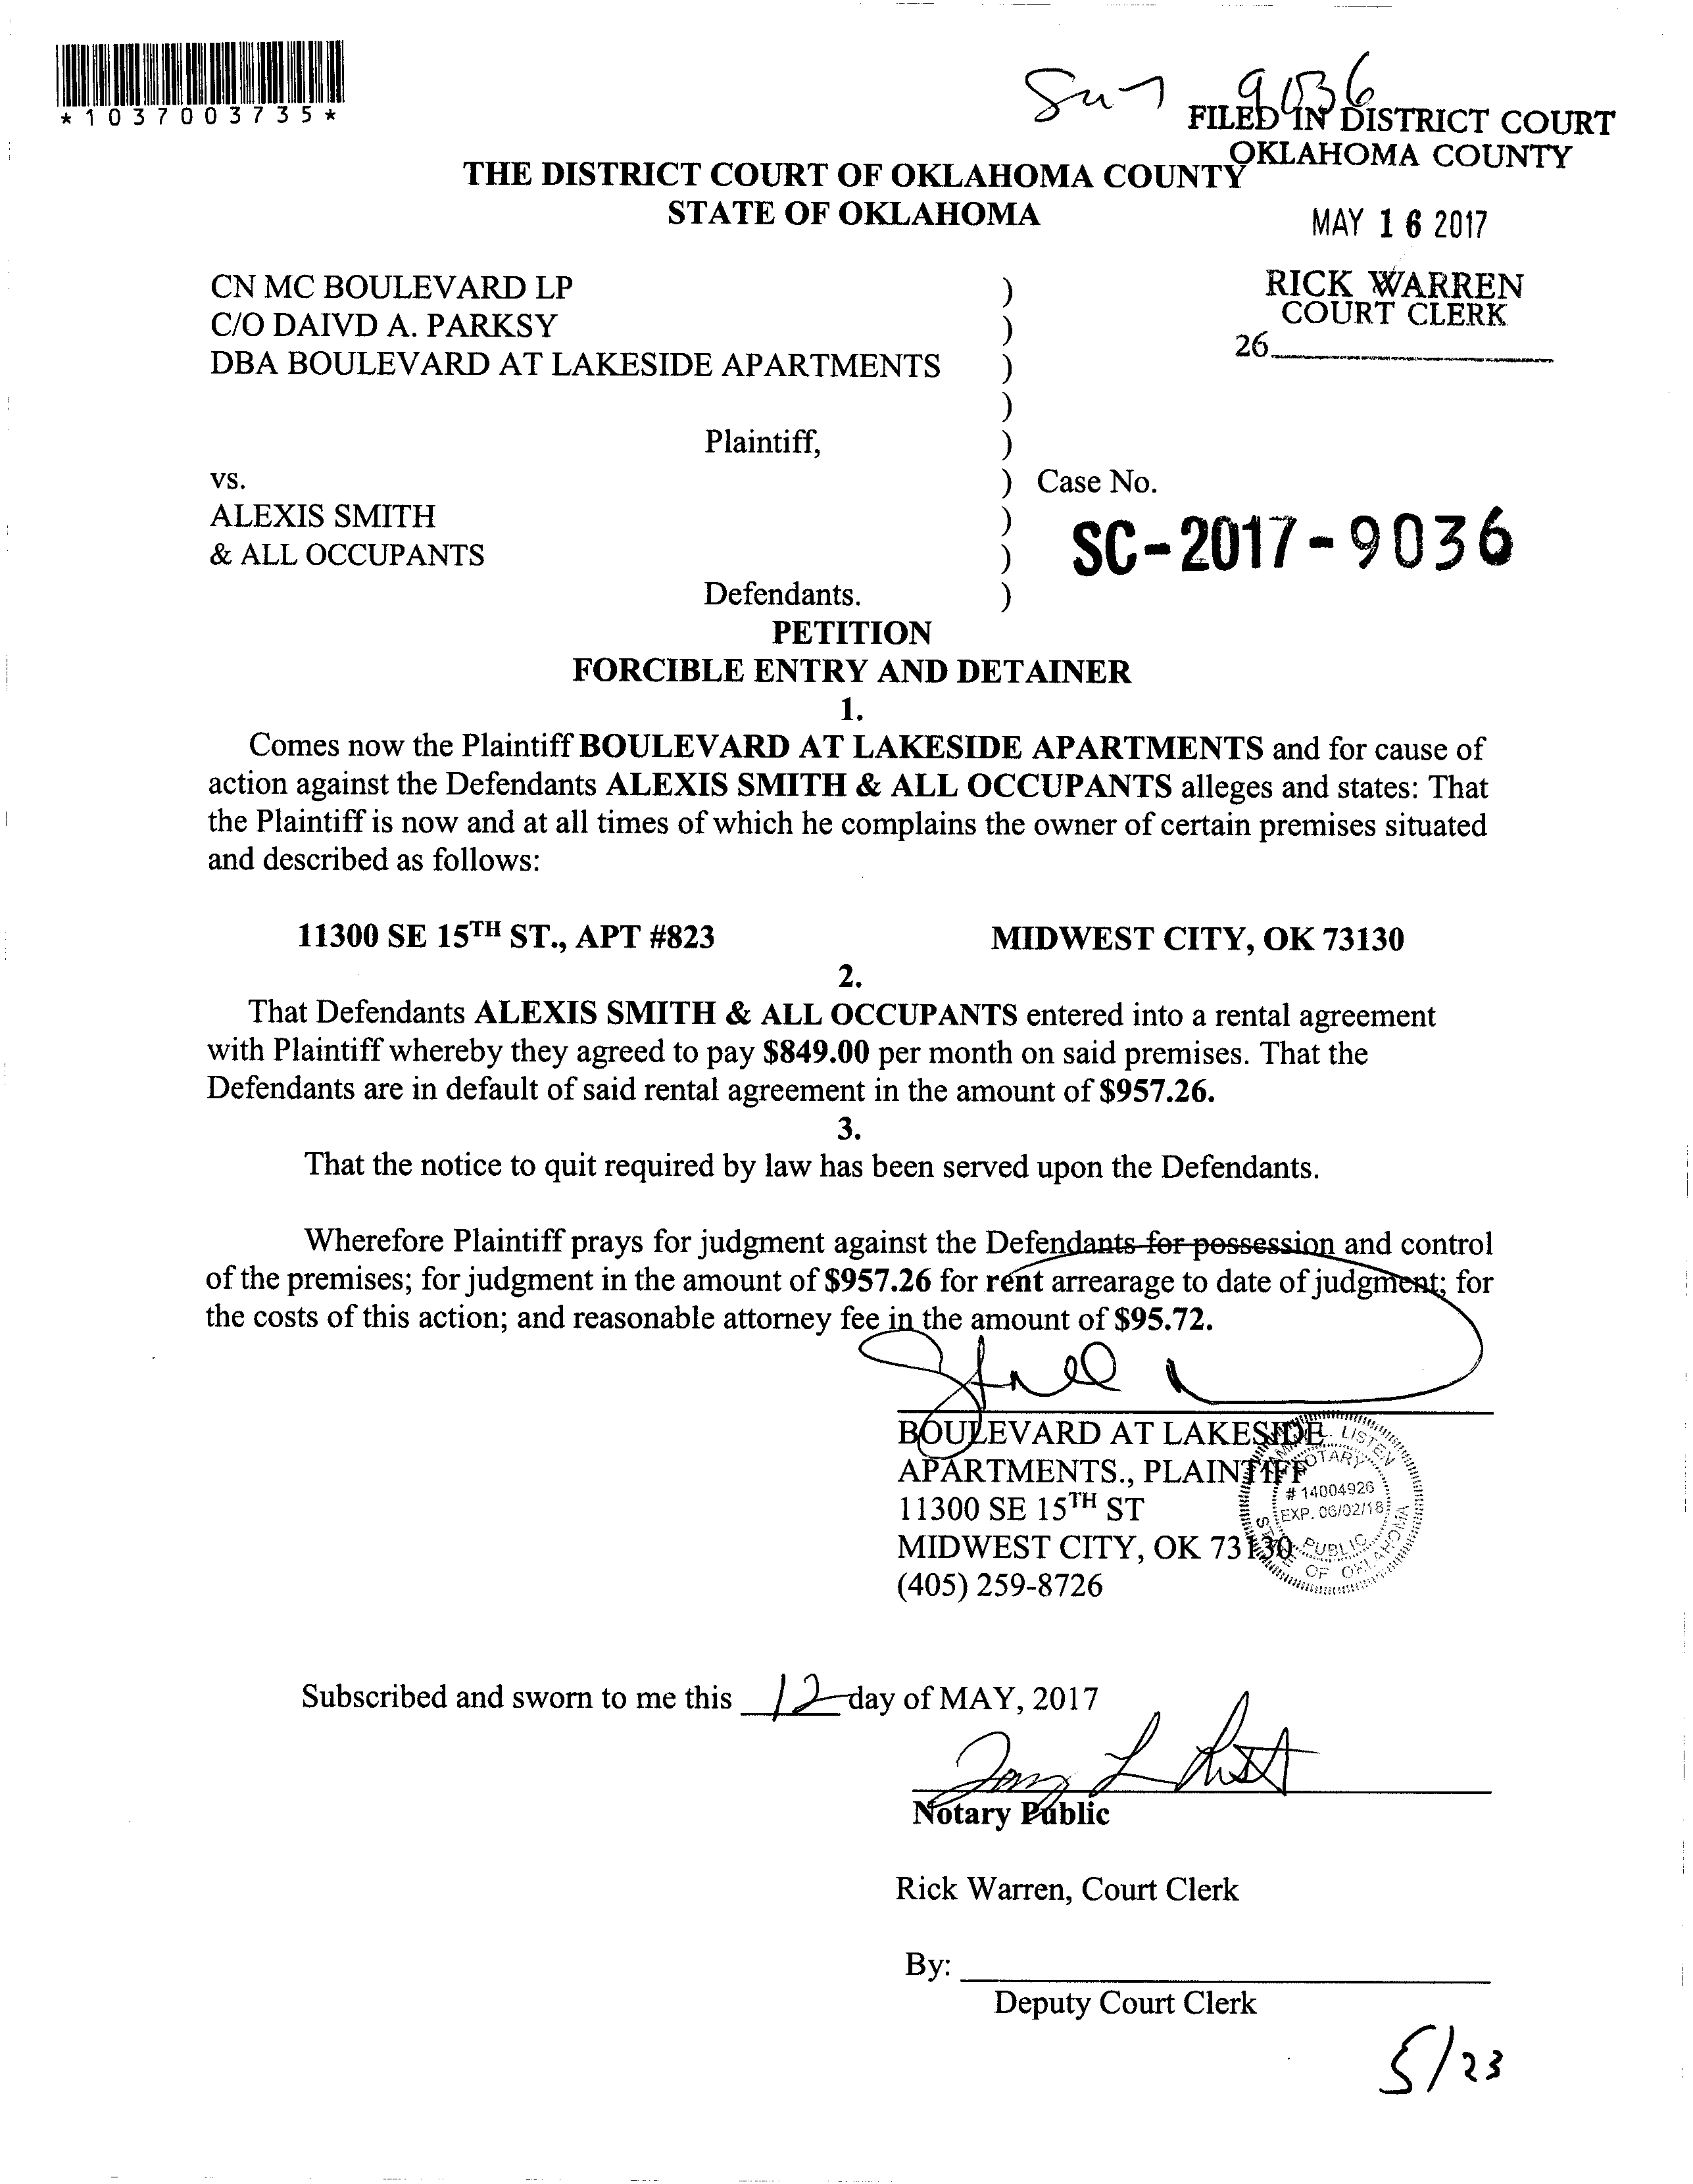 *1037003735*
9036
FILED IN DISTRICT COURT
OKLAHOMA COUNTY
THE DISTRICT COURT OF OKLAHOMA COUNTY
STATE OF OKLAHOMA
MAY 16 2017
RICK WARREN
COURT CLERK
26
CN MC BOULEVARD LP )
C/O DAIVD A. PARKSY )
DBA BOULEVARD AT LAKESIDE APARTMENTS )
)
Plaintiff, )
vs. ) Case No.
ALEXIS SMITH )
& ALL OCCUPANTS ) SC-2017-9036
Defendants. )
PETITION
FORCIBLE ENTRY AND DETAINER
1.
Comes now the Plaintiff BOULEVARD AT LAKESIDE APARTMENTS and for cause of
action against the Defendants ALEXIS SMITH & ALL OCCUPANTS alleges and states: That
the Plaintiff is now and at all times of which he complains the owner of certain premises situated
and described as follows:
11300 SE 15TH ST., APT #823 MIDWEST CITY, OK 73130
2.
That Defendants ALEXIS SMITH & ALL OCCUPANTS entered into a rental agreement
with Plaintiff whereby they agreed to pay $849.00 per month on said premises. That the
Defendants are in default of said rental agreement in the amount of $957.26.
3.
That the notice to quit required by law has been served upon the Defendants.
Wherefore Plaintiff prays for judgment against the Defendants for possession and control
of the premises; for judgment in the amount of $957.26 for rent arrearage to date of judgment; for
the costs of this action; and reasonable attorney fee in the amount of $95.72.
BOULEVARD AT LAKESIDE
APARTMENTS., PLAINTIFF
11300 SE 15TH ST
MIDWEST CITY, OK 73130
(405) 259-8726
L. LISTEN
NOTARY
# 14004926
EXP. 06/02/18
PUBLIC
STATE OF OKLAHOMA
Subscribed and sworn to me this 12 day of MAY, 2017
Notary Public
Rick Warren, Court Clerk
By:
Deputy Court Clerk
5/23